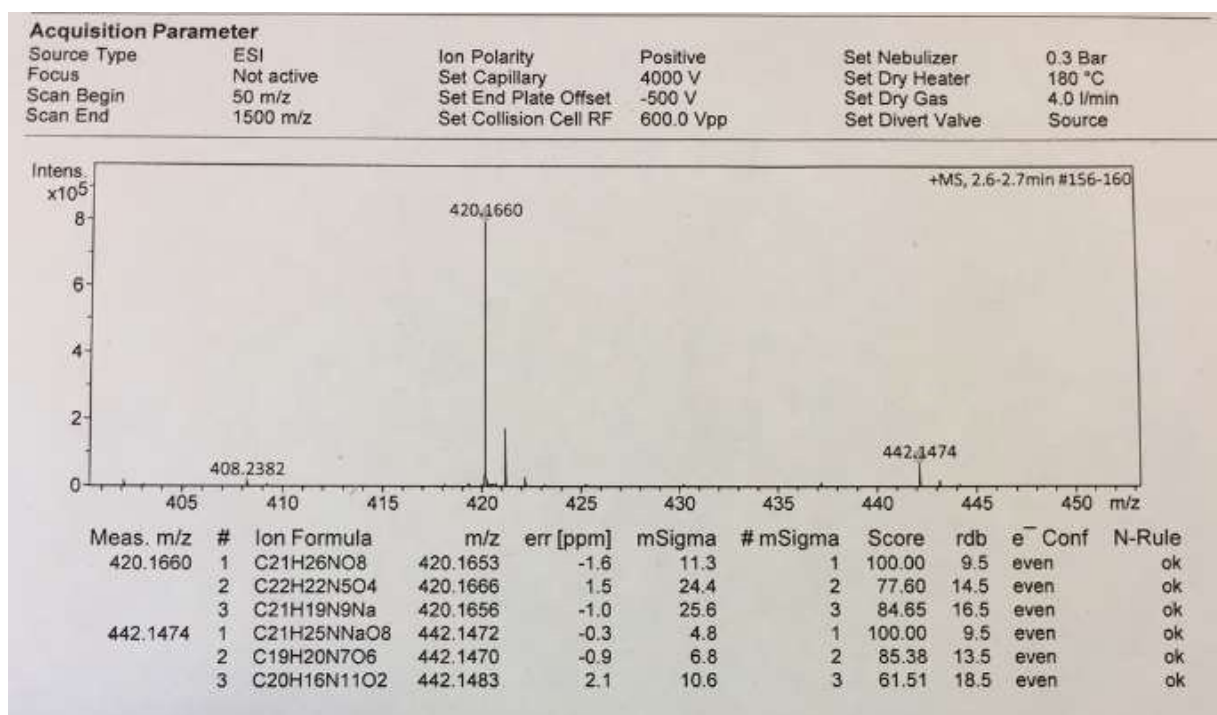 Acquisition Parameter
Source Type ESI Ion Polarity Positive Set Nebulizer 0.3 Bar
Focus Not active Set Capillary 4000 V Set Dry Heater 180 °C
Scan Begin 50 m/z Set End Plate Offset -500 V Set Dry Gas 4.0 l/min
Scan End 1500 m/z Set Collision Cell RF 600.0 Vpp Set Divert Valve Source
Intens.
x10⁵
+MS, 2.6-2.7min #156-160
8
420.1660
6
4
2
442.1474
408.2382
0
405 410 415 420 425 430 435 440 445 450 m/z
Meas. m/z # Ion Formula m/z err [ppm] mSigma # mSigma Score rdb e⁻ Conf N-Rule
420.1660 1 C21H26NO8 420.1653 -1.6 11.3 1 100.00 9.5 even ok
2 C22H22N5O4 420.1666 1.5 24.4 2 77.60 14.5 even ok
3 C21H19N9Na 420.1656 -1.0 25.6 3 84.65 16.5 even ok
442.1474 1 C21H25NNaO8 442.1472 -0.3 4.8 1 100.00 9.5 even ok
2 C19H20N7O6 442.1470 -0.9 6.8 2 85.38 13.5 even ok
3 C20H16N11O2 442.1483 2.1 10.6 3 61.51 18.5 even ok